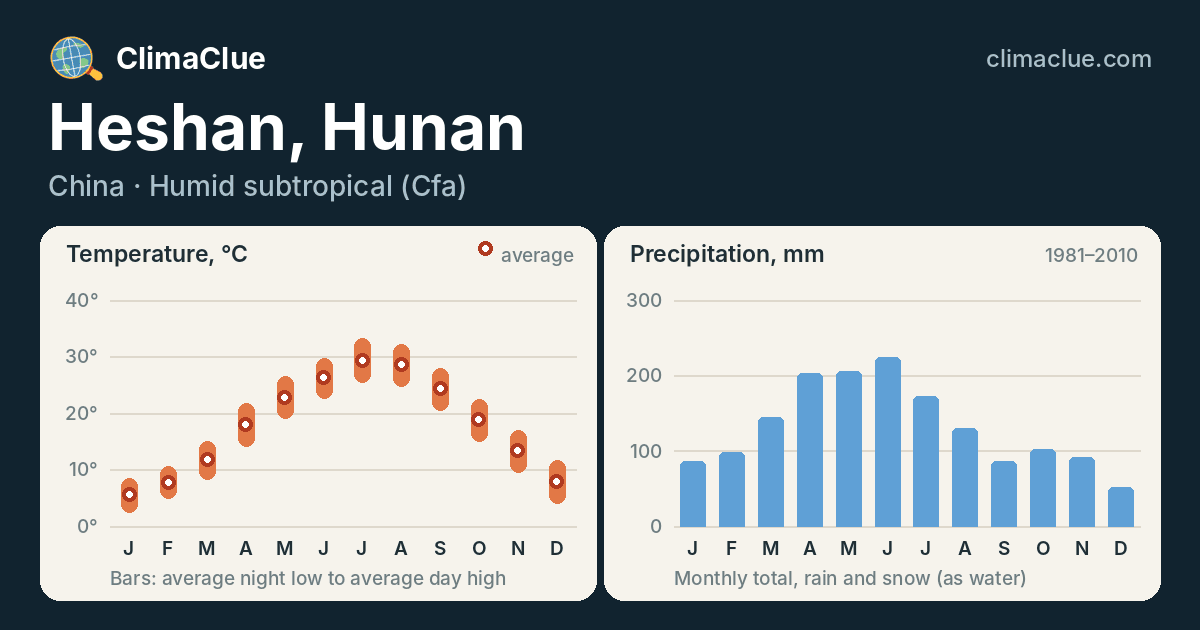 ClimaClue
climaclue.com
Heshan, Hunan
China · Humid subtropical (Cfa)
Temperature, °C
average
40°
30°
20°
10°
0°
J F M A M J J A S O N D
Bars: average night low to average day high
Precipitation, mm
1981–2010
300
200
100
0
J F M A M J J A S O N D
Monthly total, rain and snow (as water)